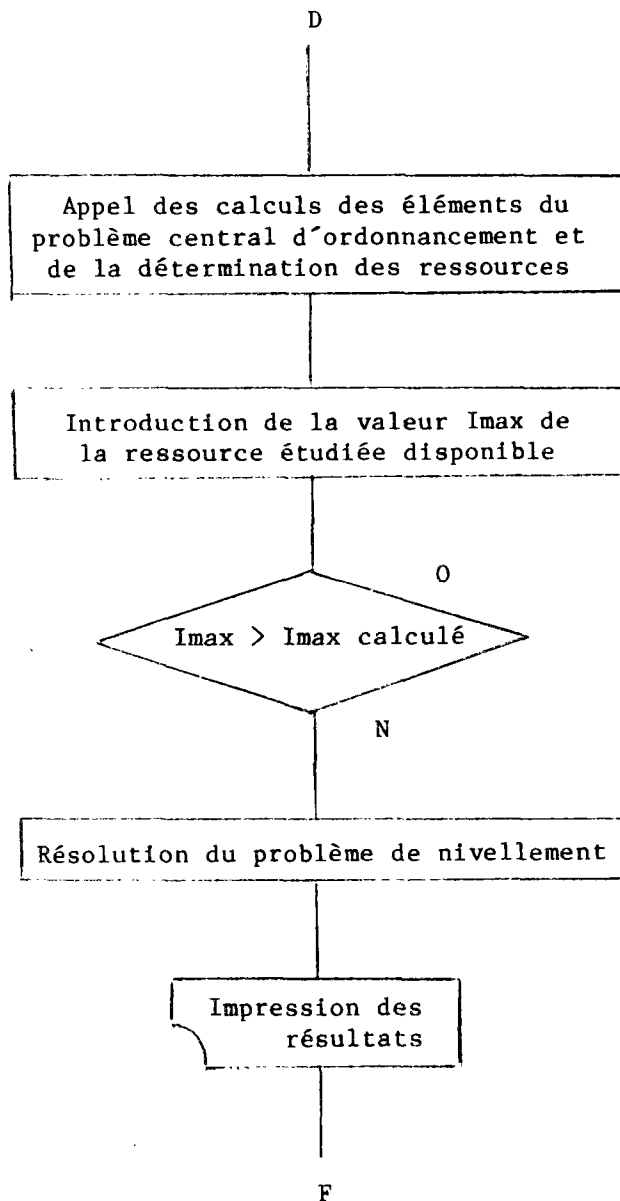 D
Appel des calculs des éléments du
problème central d'ordonnancement et
de la détermination des ressources
Introduction de la valeur Imax de
la ressource étudiée disponible
O
Imax > Imax calculé
N
Résolution du problème de nivellement
Impression des
résultats
F